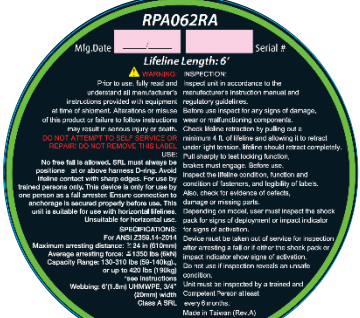 RPA062RA
Mfg.Date
Serial #
Lifeline Length: 6'
WARNING:
Prior to use, fully read and
understand all manufacturer's
instructions provided with equipment
at time of shipment. Alterations or misuse
of this product or failure to follow instructions
may result in serious injury or death.
DO NOT ATTEMPT TO SELF SERVICE OR
REPAIR! DO NOT REMOVE THIS LABEL
USE:
No free fall is allowed. SRL must always be
positioned at or above harness D-ring. Avoid
lifeline contact with sharp edges. For use by
trained persons only. This device is only for use by
one person as a fall arrester. Ensure connection to
anchorage is secured properly before use. This
unit is suitable for use with horizontal lifelines.
Unsuitable for horizontal use.
SPECIFICATIONS:
For ANSI Z359.14-2014
Maximum arresting distance: ≤ 24 in (610mm)
Average arresting force: ≤ 1350 lbs (6kN)
Capacity Range: 130-310 lbs (59-140kg),
or up to 420 lbs (190kg)
*see Instructions
Webbing: 6'(1.8m) UHMWPE, 3/4"
(20mm) width
Class A SRL
INSPECTION:
Inspect unit in accordance to the
manufacturer's instruction manual and
regulatory guidelines.
Before use inspect for any signs of damage,
wear or malfunctioning components.
Check lifeline retraction by pulling out a
minimum 4 ft. of lifeline and allowing it to retract
under light tension. lifeline should retract completely.
Pull sharply to test locking function,
brakes must engage. Before use,
Inspect the lifeline condition, function and
condition of fasteners, and legibility of labels.
Also, check for evidence of defects,
damage or missing parts.
Depending on model, user must inspect the shock
pack for signs of deployment or impact indicator
for signs of activation.
Device must be taken out of service for inspection
after arresting a fall or if either the shock pack or
impact indicator show signs of activation.
Do not use if inspection reveals an unsafe
condition.
Unit must be inspected by a trained and
Competent Person at least
every 6 months.
Made in Taiwan (Rev.A)